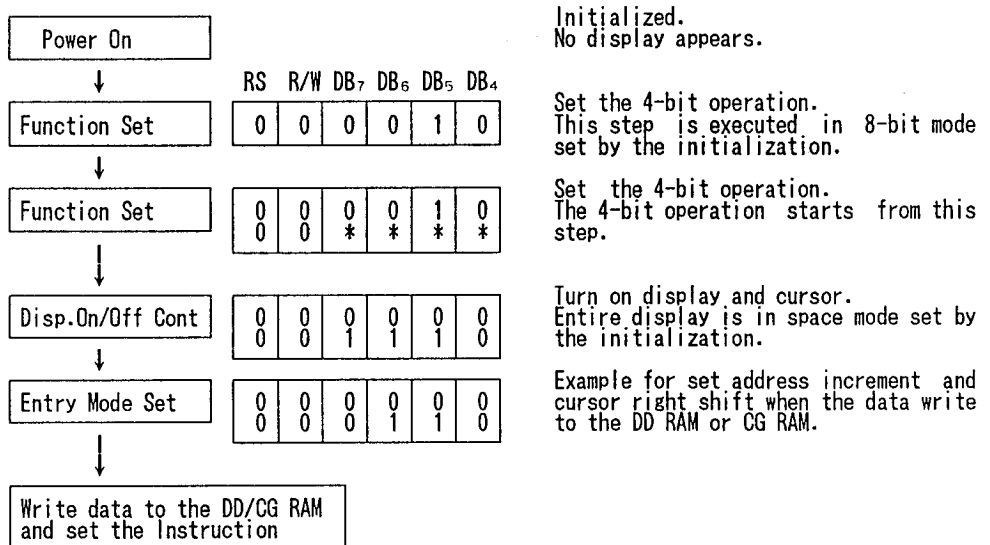 Power On
Initialized.
No display appears.
RS R/W DB₇ DB₆ DB₅ DB₄
Function Set
0 0 0 0 1 0
Set the 4-bit operation.
This step is executed in 8-bit mode
set by the initialization.
Function Set
0 0 0 0 1 0
0 0 * * * *
Set the 4-bit operation.
The 4-bit operation starts from this
step.
Disp.On/Off Cont
0 0 0 0 0 0
0 0 1 1 1 0
Turn on display and cursor.
Entire display is in space mode set by
the initialization.
Entry Mode Set
0 0 0 0 0 0
0 0 0 1 1 0
Example for set address increment and
cursor right shift when the data write
to the DD RAM or CG RAM.
Write data to the DD/CG RAM
and set the Instruction